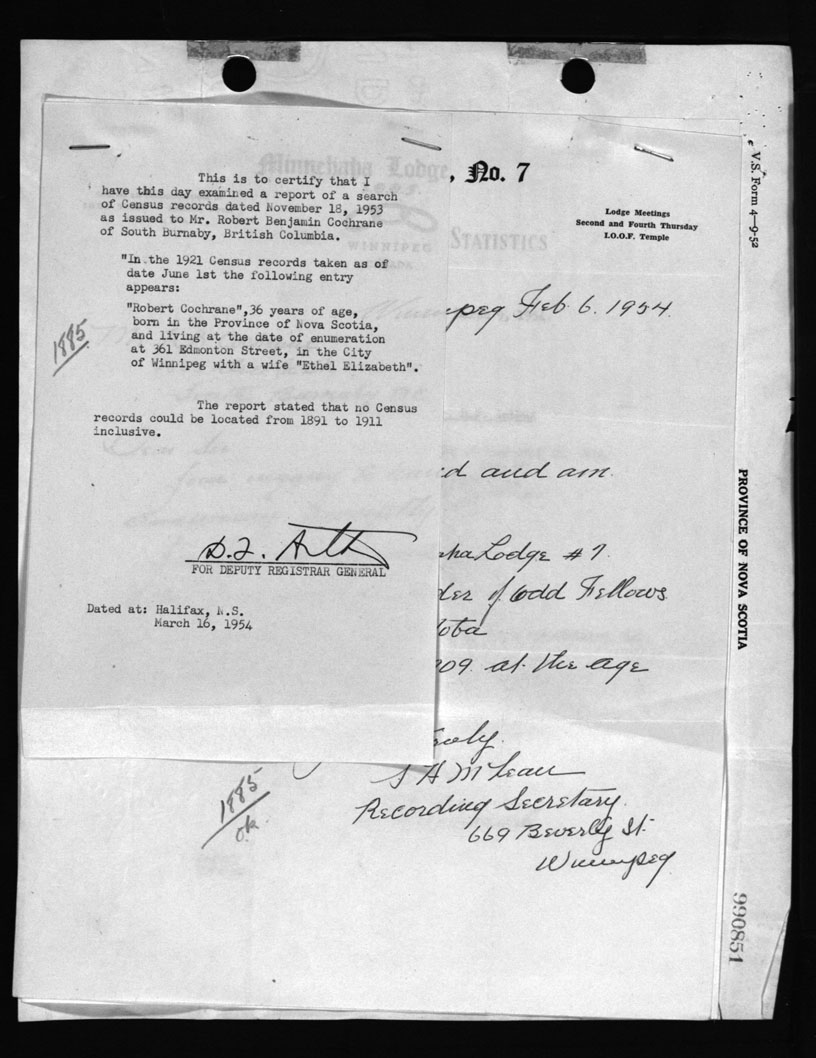 This is to certify that I
have this day examined a report of a search
of Census records dated November 18, 1953
as issued to Mr. Robert Benjamin Cochrane
of South Burnaby, British Columbia.
"In the 1921 Census records taken as of
date June 1st the following entry
appears:
"Robert Cochrane",36 years of age,
born in the Province of Nova Scotia,
and living at the date of enumeration
at 361 Edmonton Street, in the City
of Winnipeg with a wife "Ethel Elizabeth".
1885
The report stated that no Census
records could be located from 1891 to 1911
inclusive.
FOR DEPUTY REGISTRAR GENERAL
Dated at: Halifax, N.S.
March 16, 1954
Minnehaha Lodge, No. 7
WINNIPEG
STATISTICS
Lodge Meetings
Second and Fourth Thursday
I.O.O.F. Temple
peg Feb. 6. 1954.
d and am
aha Lodge #7.
der of Odd Fellows
toba
09. at the age
ely.
McLean
Recording Secretary.
669 Beverly St.
Winnipeg
1885
ok.
V.S. Form 4—9-52
PROVINCE OF NOVA SCOTIA
990851